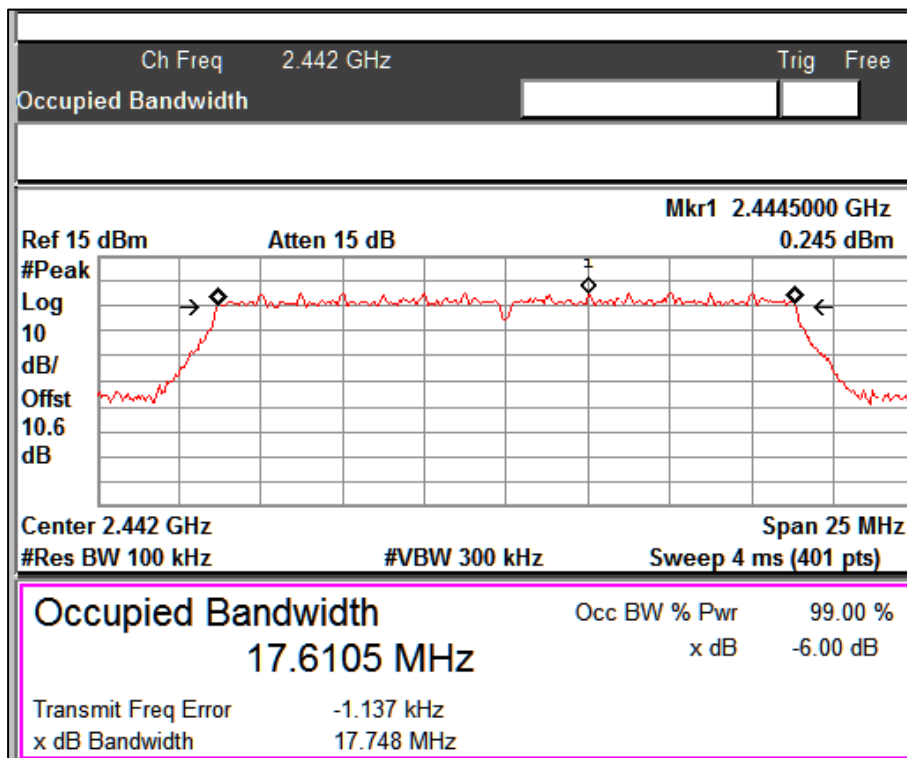 Ch Freq 2.442 GHz Trig Free
Occupied Bandwidth
Mkr1 2.4445000 GHz
Ref 15 dBm Atten 15 dB 0.245 dBm
#Peak
1
Log
10
dB/
Offst
10.6
dB
Center 2.442 GHz Span 25 MHz
#Res BW 100 kHz #VBW 300 kHz Sweep 4 ms (401 pts)
Occupied Bandwidth Occ BW % Pwr 99.00 %
17.6105 MHz x dB -6.00 dB
Transmit Freq Error -1.137 kHz
x dB Bandwidth 17.748 MHz